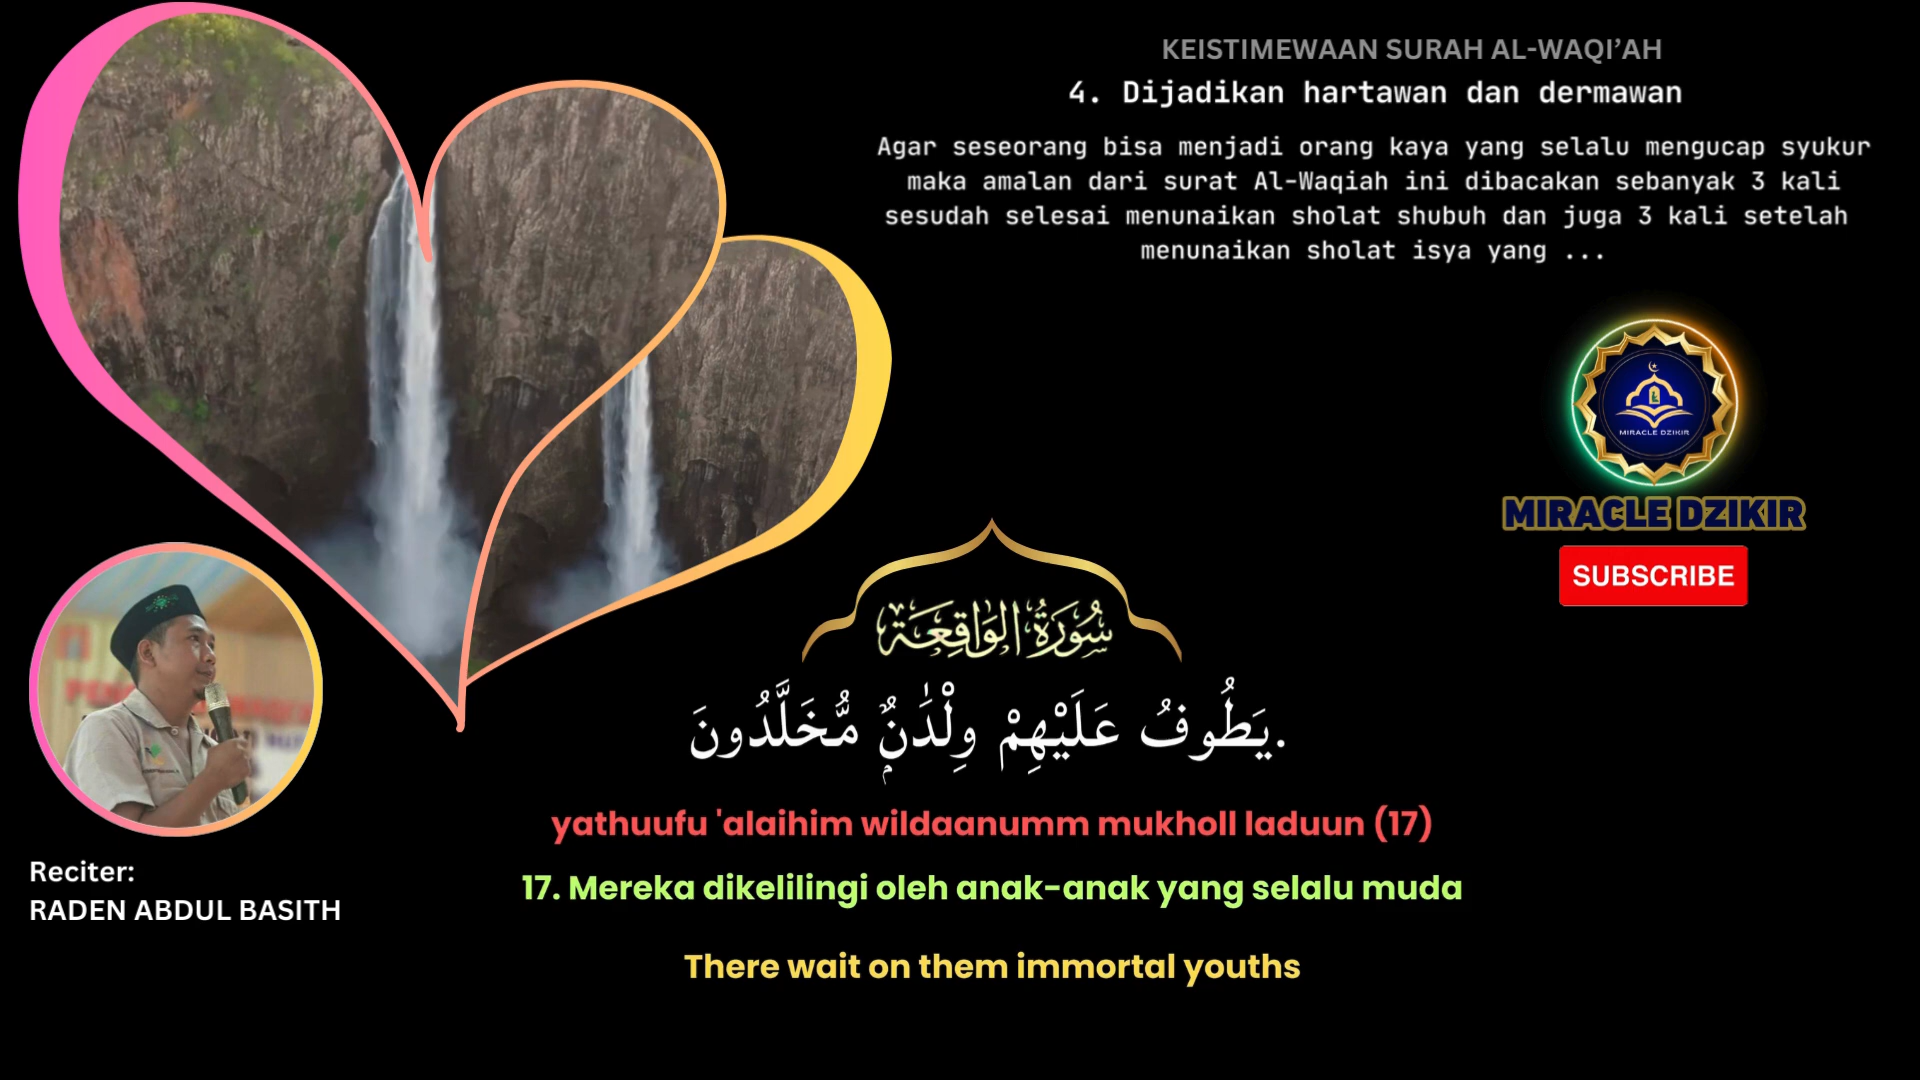 KEISTIMEWAAN SURAH AL-WAQI’AH
4. Dijadikan hartawan dan dermawan
Agar seseorang bisa menjadi orang kaya yang selalu mengucap syukur
maka amalan dari surat Al-Waqiah ini dibacakan sebanyak 3 kali
sesudah selesai menunaikan sholat shubuh dan juga 3 kali setelah
menunaikan sholat isya yang ...
MIRACLE DZIKIR
MIRACLE DZIKIR
SUBSCRIBE
سُورَةُ الوَاقِعَة
يَطُوفُ عَلَيْهِمْ وِلْدَٰنٌۭ مُّخَلَّدُونَ.
yathuufu 'alaihim wildaanumm mukholl laduun (17)
17. Mereka dikelilingi oleh anak-anak yang selalu muda
There wait on them immortal youths
Reciter:
RADEN ABDUL BASITH